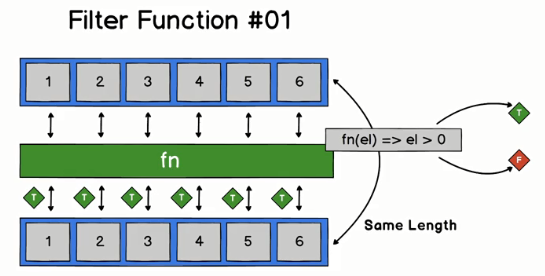 Filter Function #01
1 2 3 4 5 6
fn(el) => el > 0
T
fn
F
T T T T T T
Same Length
1 2 3 4 5 6